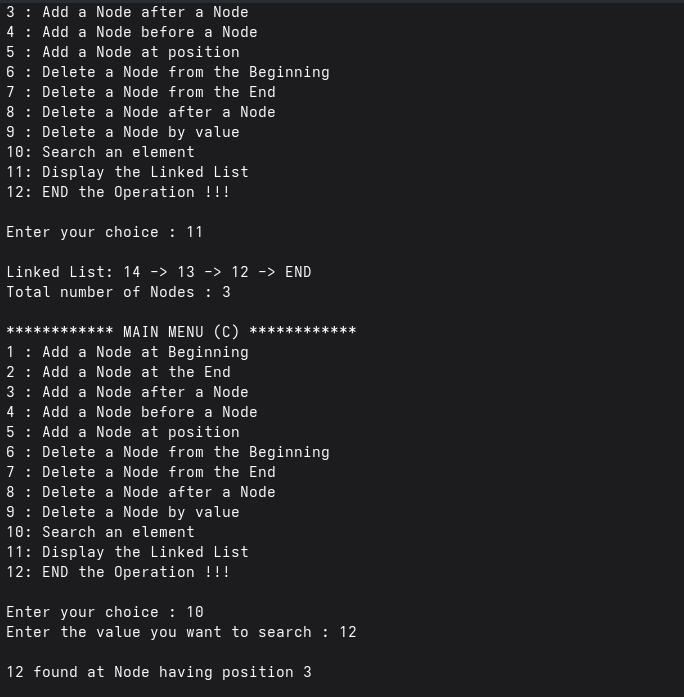 3 : Add a Node after a Node
4 : Add a Node before a Node
5 : Add a Node at position
6 : Delete a Node from the Beginning
7 : Delete a Node from the End
8 : Delete a Node after a Node
9 : Delete a Node by value
10: Search an element
11: Display the Linked List
12: END the Operation !!!

Enter your choice : 11

Linked List: 14 -> 13 -> 12 -> END
Total number of Nodes : 3

************ MAIN MENU (C) ************
1 : Add a Node at Beginning
2 : Add a Node at the End
3 : Add a Node after a Node
4 : Add a Node before a Node
5 : Add a Node at position
6 : Delete a Node from the Beginning
7 : Delete a Node from the End
8 : Delete a Node after a Node
9 : Delete a Node by value
10: Search an element
11: Display the Linked List
12: END the Operation !!!

Enter your choice : 10
Enter the value you want to search : 12

12 found at Node having position 3